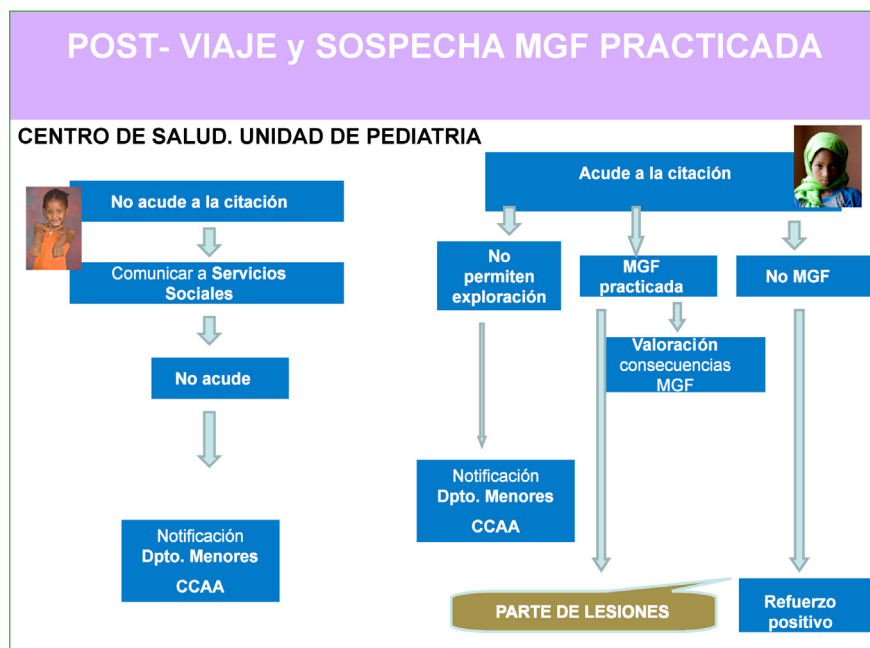 POST- VIAJE y SOSPECHA MGF PRACTICADA
CENTRO DE SALUD. UNIDAD DE PEDIATRIA
No acude a la citación
Comunicar a Servicios
Sociales
No acude
Notificación
Dpto. Menores
CCAA
Acude a la citación
No
permiten
exploración
MGF
practicada
No MGF
Valoración
consecuencias
MGF
Notificación
Dpto. Menores
CCAA
PARTE DE LESIONES
Refuerzo
positivo